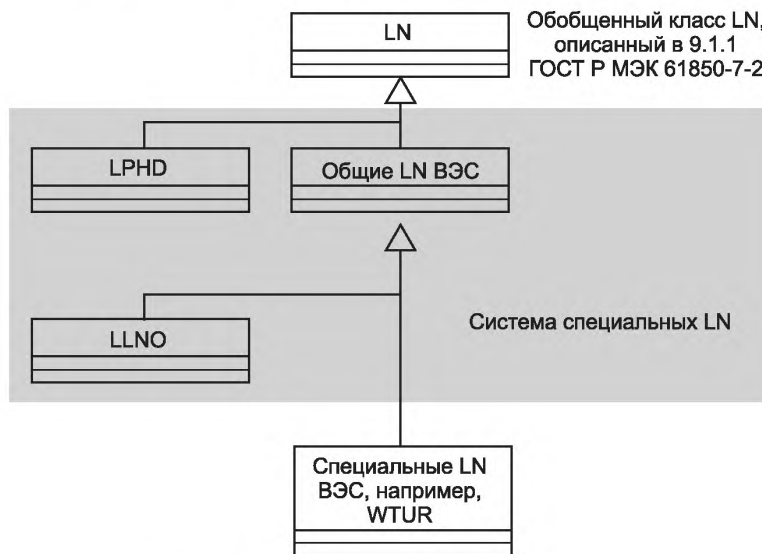 LN
Обобщенный класс LN,
описанный в 9.1.1
ГОСТ Р МЭК 61850-7-2
LPHD
Общие LN ВЭС
LLNO
Система специальных LN
Специальные LN
ВЭС, например,
WTUR